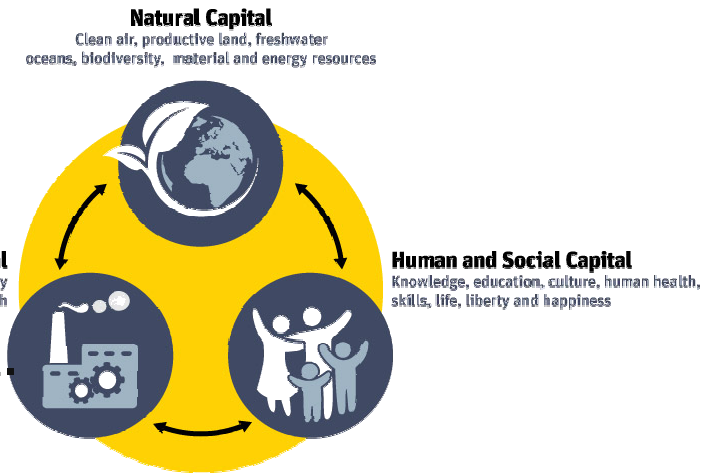 Natural Capital
Clean air, productive land, freshwater
oceans, biodiversity, material and energy resources
Human and Social Capital
Knowledge, education, culture, human health,
skills, life, liberty and happiness